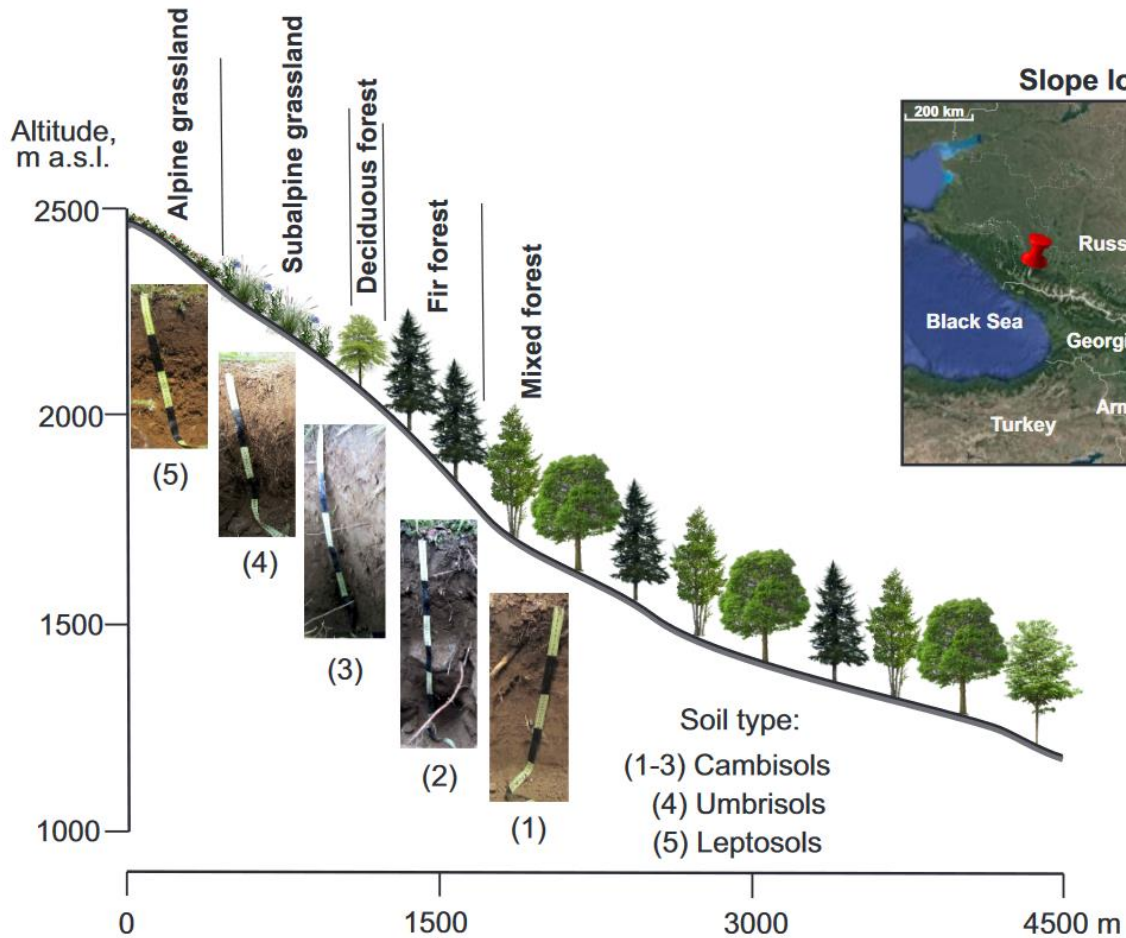 Alpine grassland
Subalpine grassland
Deciduous forest
Fir forest
Mixed forest
Altitude,
m a.s.l.
2500
2000
1500
1000
(5)
(4)
(3)
(2)
(1)
Soil type:
(1-3) Cambisols
(4) Umbrisols
(5) Leptosols
0
1500
3000
4500 m
Slope lo
200 km
Russ
Black Sea
Georgi
Arm
Turkey